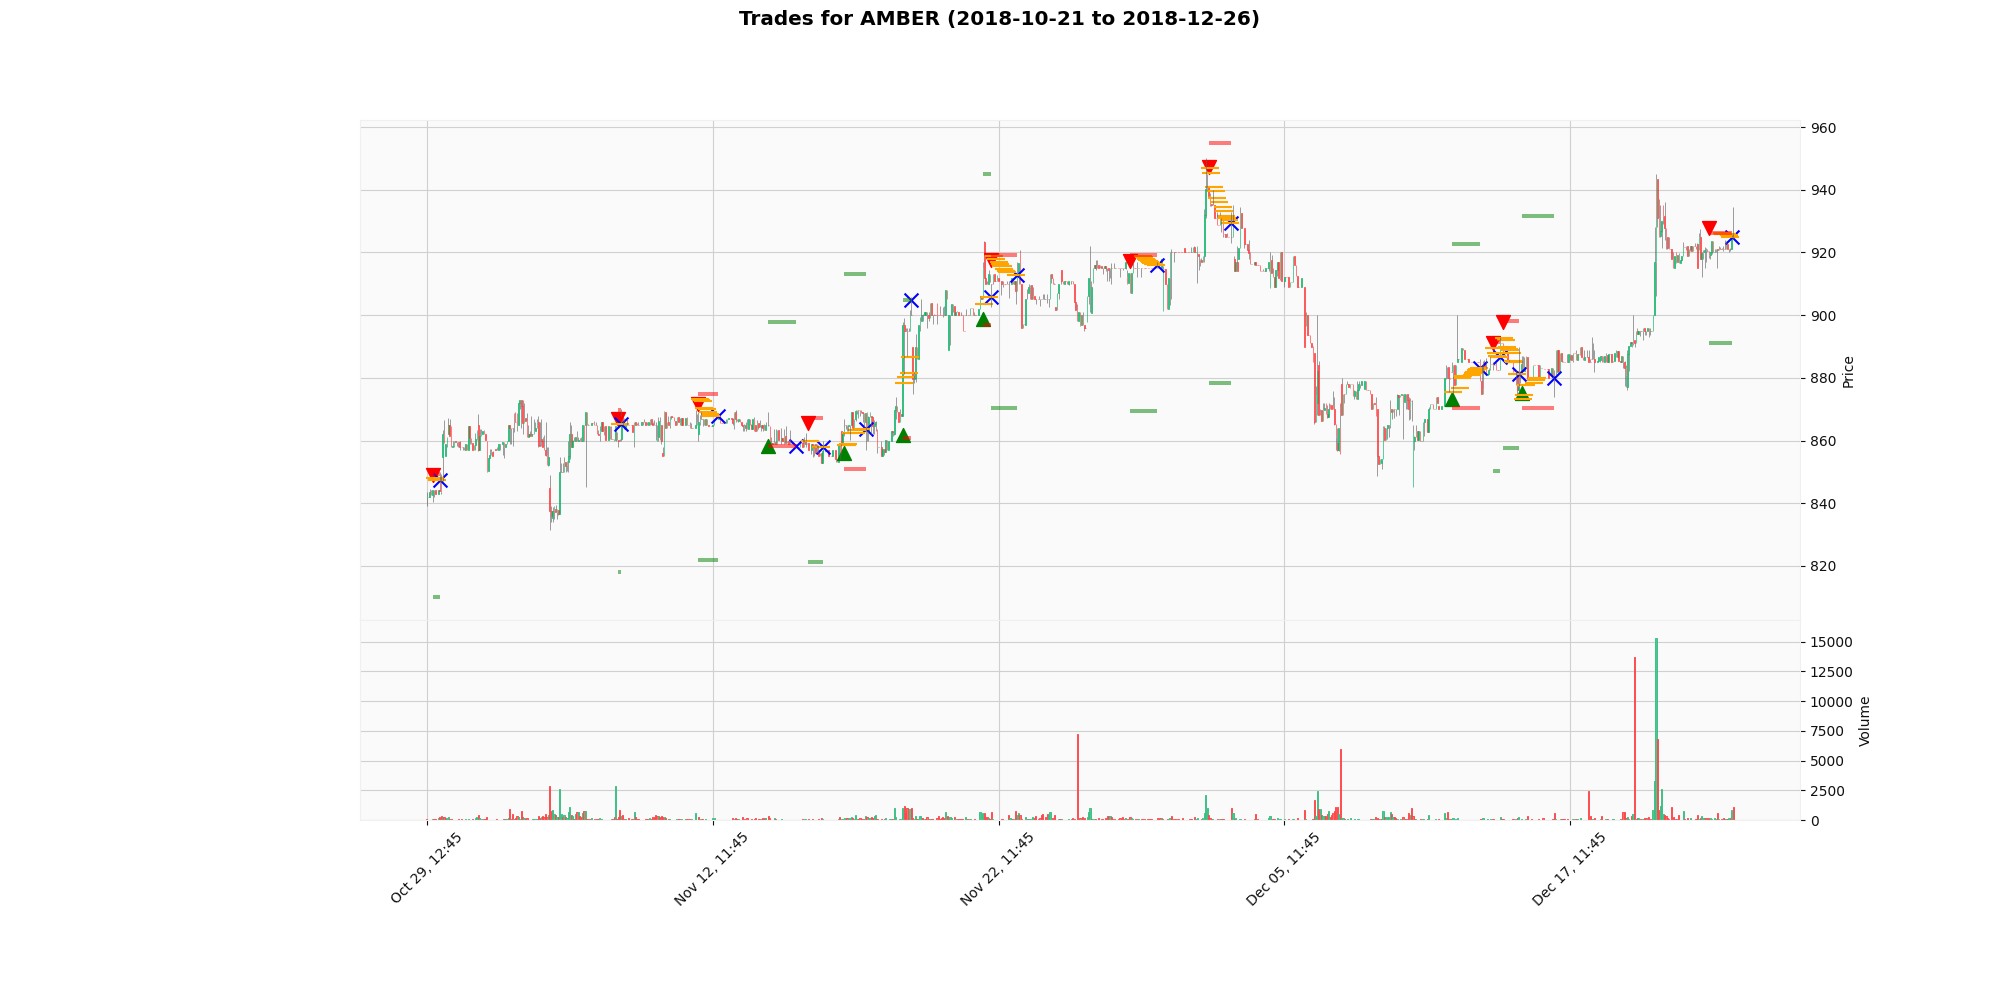 Trades for AMBER (2018-10-21 to 2018-12-26)
960
940
920
900
880
860
840
820
Price
15000
12500
10000
7500
5000
2500
0
Volume
Oct 29, 12:45
Nov 12, 11:45
Nov 22, 11:45
Dec 05, 11:45
Dec 17, 11:45